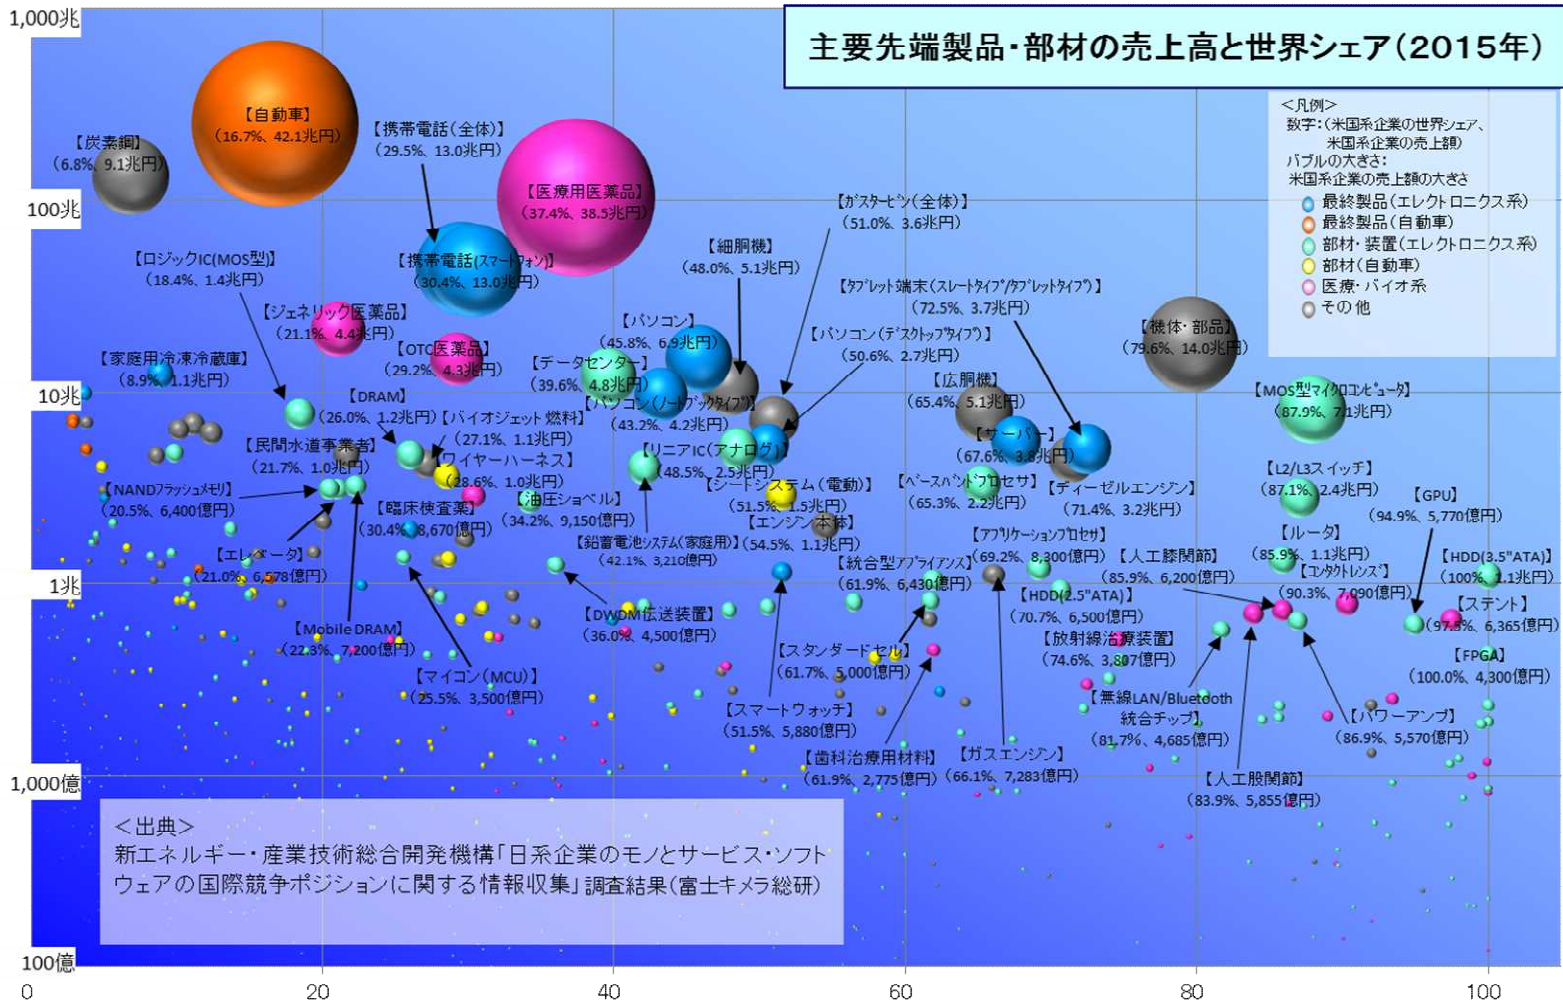 1,000兆
100兆
10兆
1兆
1,000億
100億
0
20
40
60
80
100
主要先端製品・部材の売上高と世界シェア(2015年)
<凡例>
数字:(米国系企業の世界シェア、
米国系企業の売上額)
バブルの大きさ:
米国系企業の売上額の大きさ
最終製品(エレクトロニクス系)
最終製品(自動車)
部材・装置(エレクトロニクス系)
部材(自動車)
医療・バイオ系
その他
【炭素鋼】
(6.8%、9.1兆円)
【自動車】
(16.7%、42.1兆円)
【携帯電話(全体)】
(29.5%、13.0兆円)
【医療用医薬品】
(37.4%、38.5兆円)
【ガスタービン(全体)】
(51.0%、3.6兆円)
【細胴機】
(48.0%、5.1兆円)
【ロジックIC(MOS型)】
(18.4%、1.4兆円)
【携帯電話(スマートフォン)】
(30.4%、13.0兆円)
【タブレット端末(スレートタイプ/タブレットタイプ)】
(72.5%、3.7兆円)
【ジェネリック医薬品】
(21.1%、4.4兆円)
【パソコン】
(45.8%、6.9兆円)
【パソコン(デスクトップタイプ)】
(50.6%、2.7兆円)
【機体・部品】
(79.6%、14.0兆円)
【OTC医薬品】
(29.2%、4.3兆円)
【家庭用冷凍冷蔵庫】
(8.9%、1.1兆円)
【データセンター】
(39.6%、4.8兆円)
【広胴機】
(65.4%、5.1兆円)
【MOS型マイクロコンピュータ】
(87.9%、7.1兆円)
【DRAM】
(26.0%、1.2兆円)
【バイオジェット燃料】
(27.1%、1.1兆円)
【パソコン(ノートブックタイプ)】
(43.2%、4.2兆円)
【サーバー】
(67.6%、3.8兆円)
【民間水道事業者】
(21.7%、1.0兆円)
【ワイヤーハーネス】
(28.6%、1.0兆円)
【リニアIC(アナログ)】
(48.5%、2.5兆円)
【L2/L3スイッチ】
(87.1%、2.4兆円)
【NANDフラッシュメモリ】
(20.5%、6,400億円)
【臨床検査薬】
(30.4%、8,670億円)
【油圧ショベル】
(34.2%、9,150億円)
【シートシステム(電動)】
(51.5%、1.5兆円)
【ベースバンドプロセサ】
(65.3%、2.2兆円)
【ディーゼルエンジン】
(71.4%、3.2兆円)
【GPU】
(94.9%、5,770億円)
【エンジン本体】
(54.5%、1.1兆円)
【鉛蓄電池システム(家庭用)】
(42.1%、3,210億円)
【エレベータ】
(21.0%、6,578億円)
【統合型アプライアンス】
(61.9%、6,430億円)
【アプリケーションプロセサ】
(69.2%、8,300億円)
【人工膝関節】
(85.9%、6,200億円)
【ルータ】
(85.9%、1.1兆円)
【コンタクトレンズ】
(90.3%、7,090億円)
【HDD(3.5"ATA)】
(100%、1.1兆円)
【HDD(2.5"ATA)】
(70.7%、6,500億円)
【DWDM伝送装置】
(36.0%、4,500億円)
【ステント】
(97.5%、6,365億円)
【Mobile DRAM】
(22.3%、7,200億円)
【マイコン(MCU)】
(25.5%、3,500億円)
【スタンダードセル】
(61.7%、5,000億円)
【放射線治療装置】
(74.6%、3,807億円)
【FPGA】
(100.0%、4,300億円)
【スマートウォッチ】
(51.5%、5,880億円)
【無線LAN/Bluetooth
統合チップ】
(81.7%、4,685億円)
【パワーアンプ】
(86.9%、5,570億円)
【歯科治療用材料】
(61.9%、2,775億円)
【ガスエンジン】
(66.1%、7,283億円)
【人工股関節】
(83.9%、5,855億円)
<出典>
新エネルギー・産業技術総合開発機構「日系企業のモノとサービス・ソフト
ウェアの国際競争ポジションに関する情報収集」調査結果(富士キメラ総研)